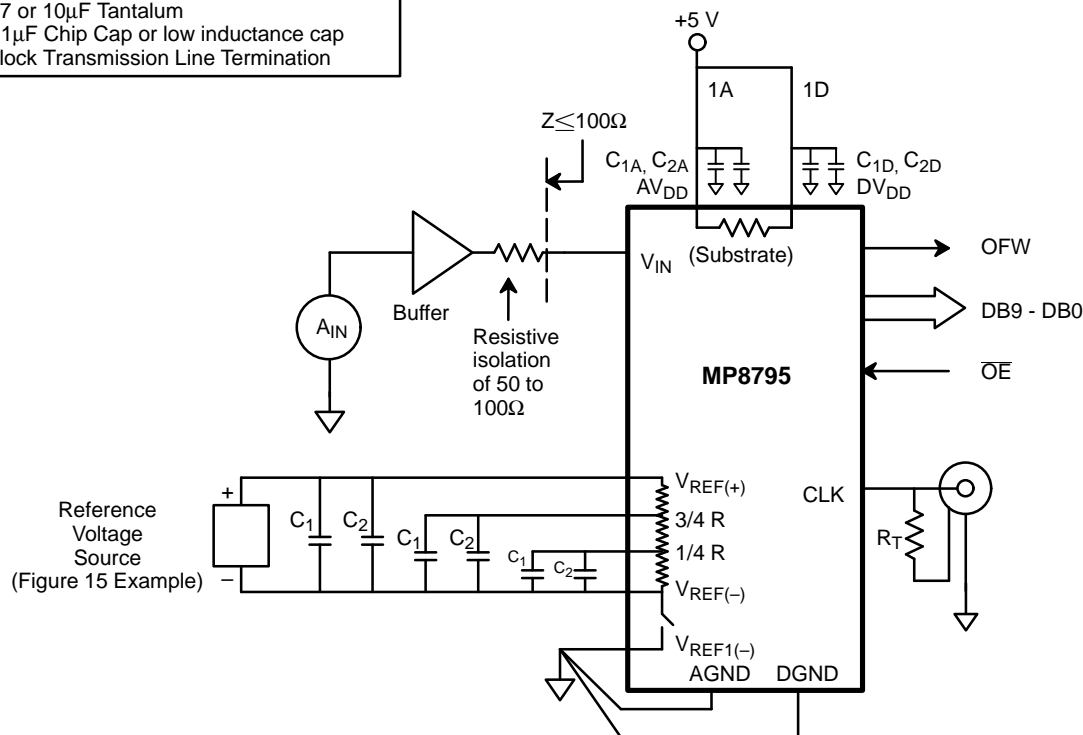 7 or 10µF Tantalum
1µF Chip Cap or low inductance cap
lock Transmission Line Termination
+5 V
1A
1D
Z≤100Ω
C1A, C2A
AVDD
C1D, C2D
DVDD
(Substrate)
VIN
OFW
Buffer
DB9 - DB0
AIN
Resistive
isolation
of 50 to
100Ω
MP8795
OE
VREF(+)
CLK
Reference
Voltage
Source
(Figure 15 Example)
+
–
C1
C2
C1
C2
C1
C2
3/4 R
1/4 R
RT
VREF(–)
VREF1(–)
AGND
DGND